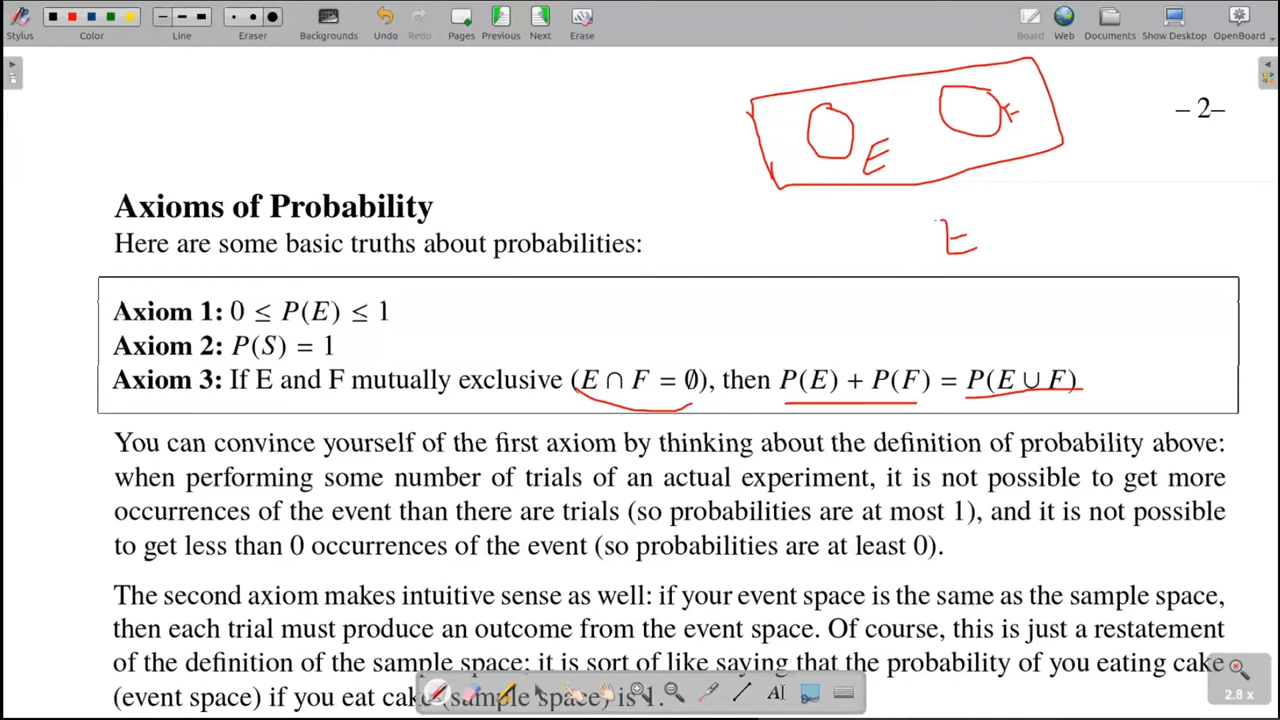 Stylus Color Line Eraser Backgrounds Undo Redo Pages Previous Next Erase Board Web Documents Show Desktop OpenBoard
– 2–
F
E
Axioms of Probability
Here are some basic truths about probabilities:
E
Axiom 1: 0 ≤ P(E) ≤ 1
Axiom 2: P(S) = 1
Axiom 3: If E and F mutually exclusive (E ∩ F = ∅), then P(E) + P(F) = P(E ∪ F)
You can convince yourself of the first axiom by thinking about the definition of probability above:
when performing some number of trials of an actual experiment, it is not possible to get more
occurrences of the event than there are trials (so probabilities are at most 1), and it is not possible
to get less than 0 occurrences of the event (so probabilities are at least 0).
The second axiom makes intuitive sense as well: if your event space is the same as the sample space,
then each trial must produce an outcome from the event space. Of course, this is just a restatement
of the definition of the sample space; it is sort of like saying that the probability of you eating cake
(event space) if you eat cake (sample space) is 1.
2.8 x